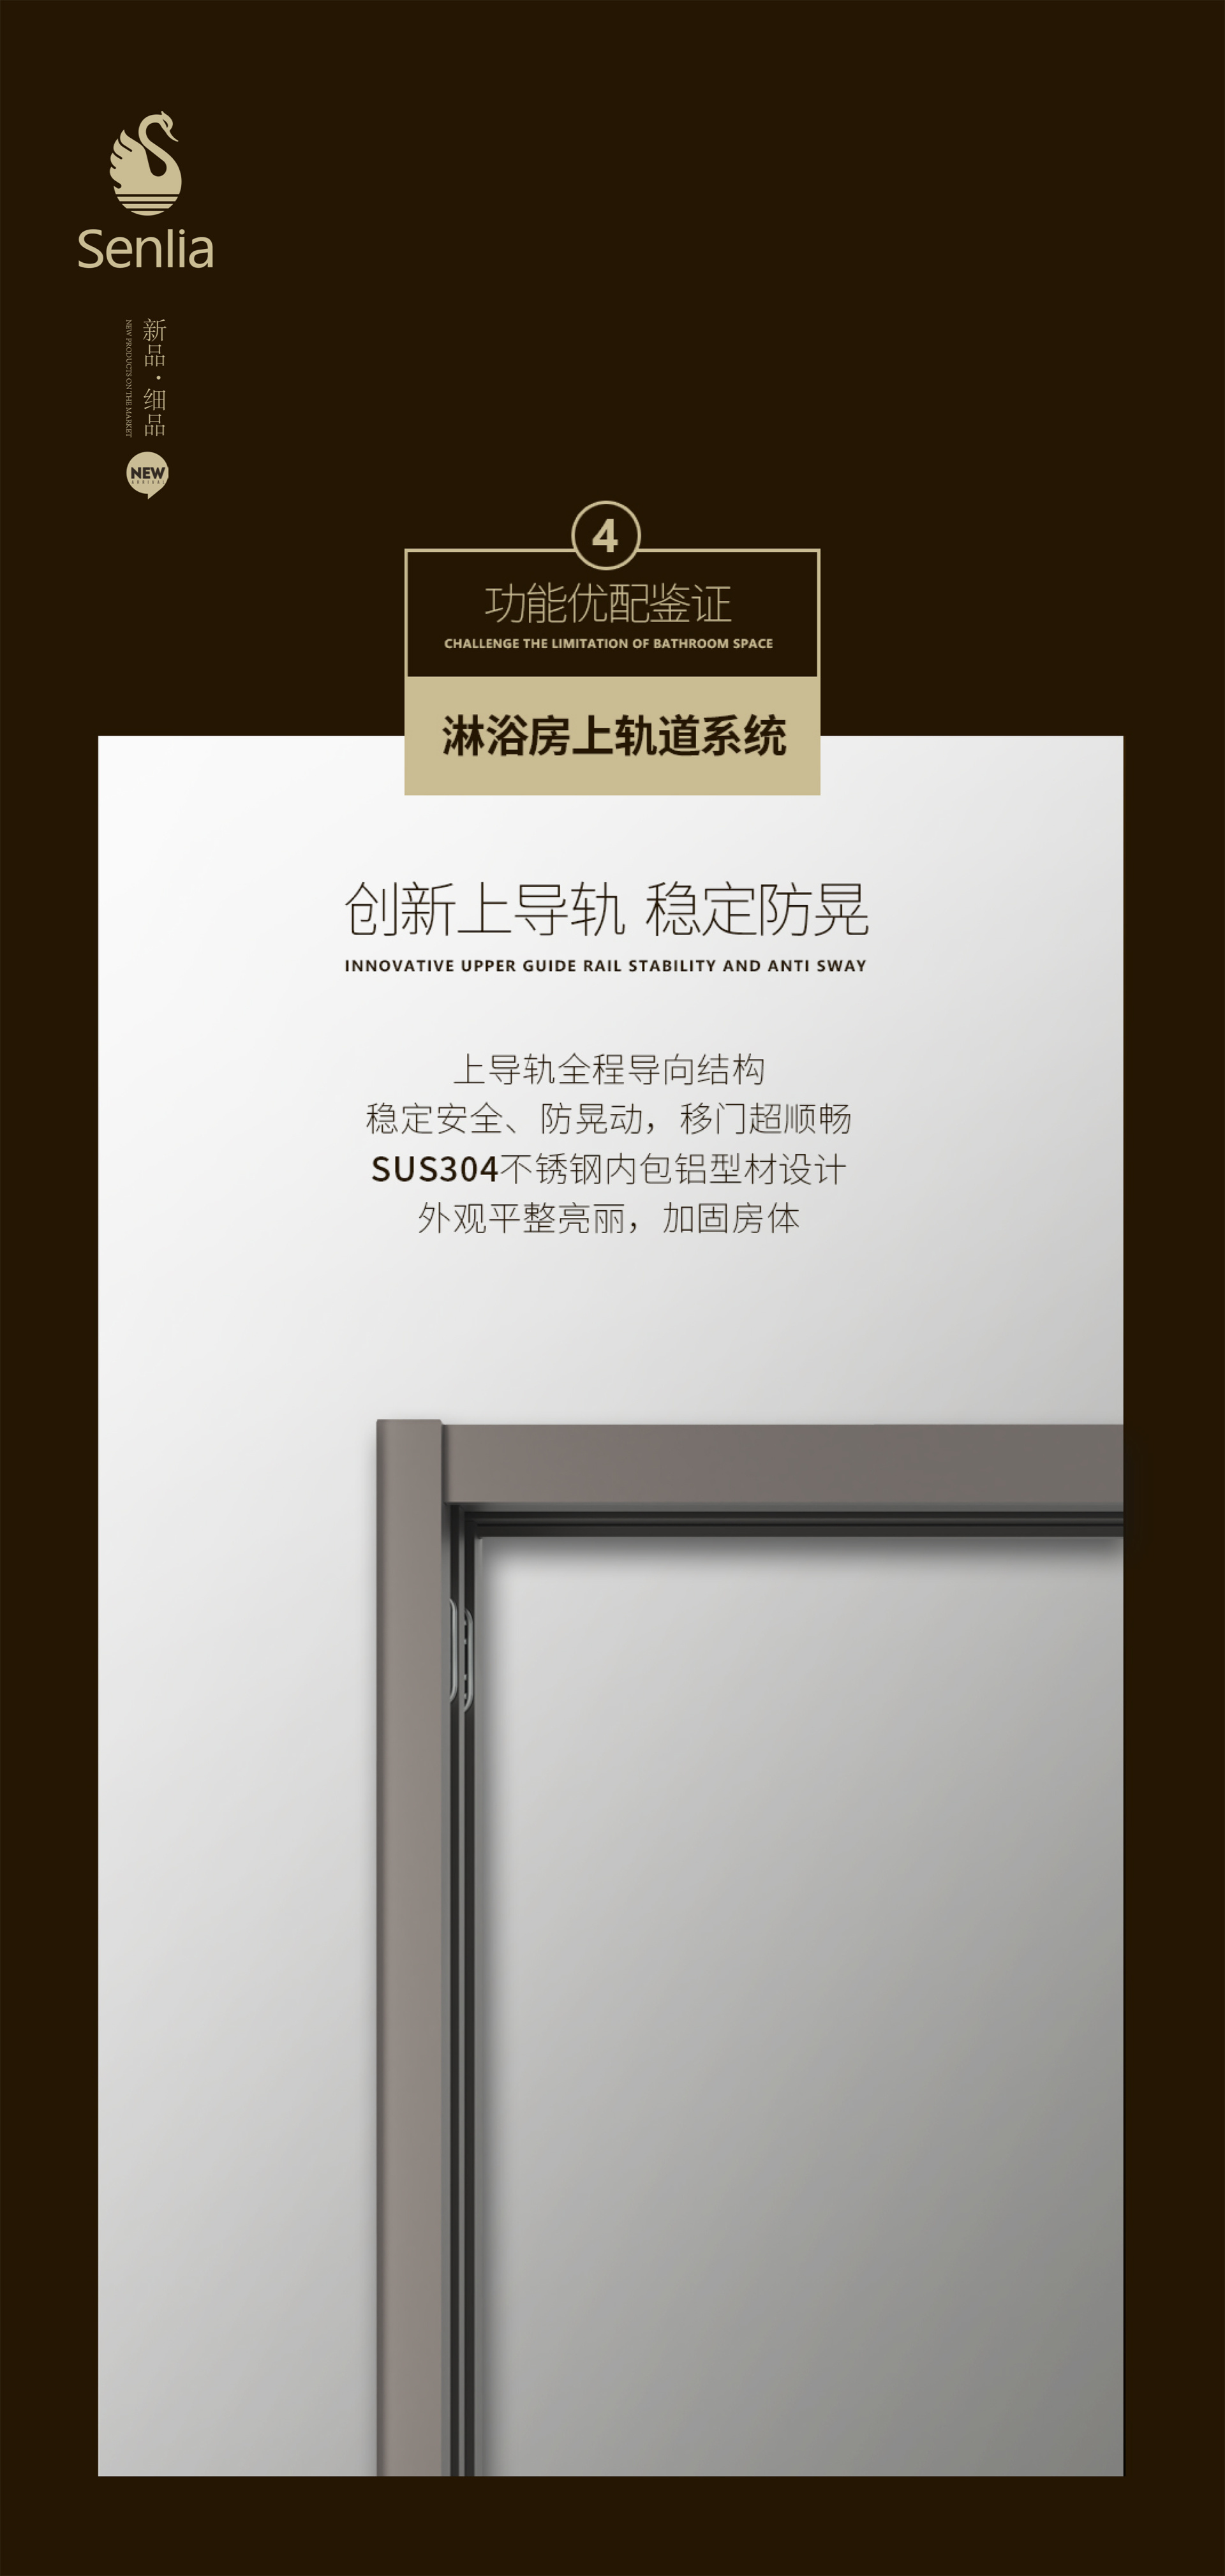 Senlia
新品·细品
NEW PRODUCTS ON THE MARKET
NEW
ARRIVAL
4
功能优配鉴证
CHALLENGE THE LIMITATION OF BATHROOM SPACE
淋浴房上轨道系统
创新上导轨 稳定防晃
INNOVATIVE UPPER GUIDE RAIL STABILITY AND ANTI SWAY
上导轨全程导向结构
稳定安全、防晃动，移门超顺畅
SUS304不锈钢内包铝型材设计
外观平整亮丽，加固房体